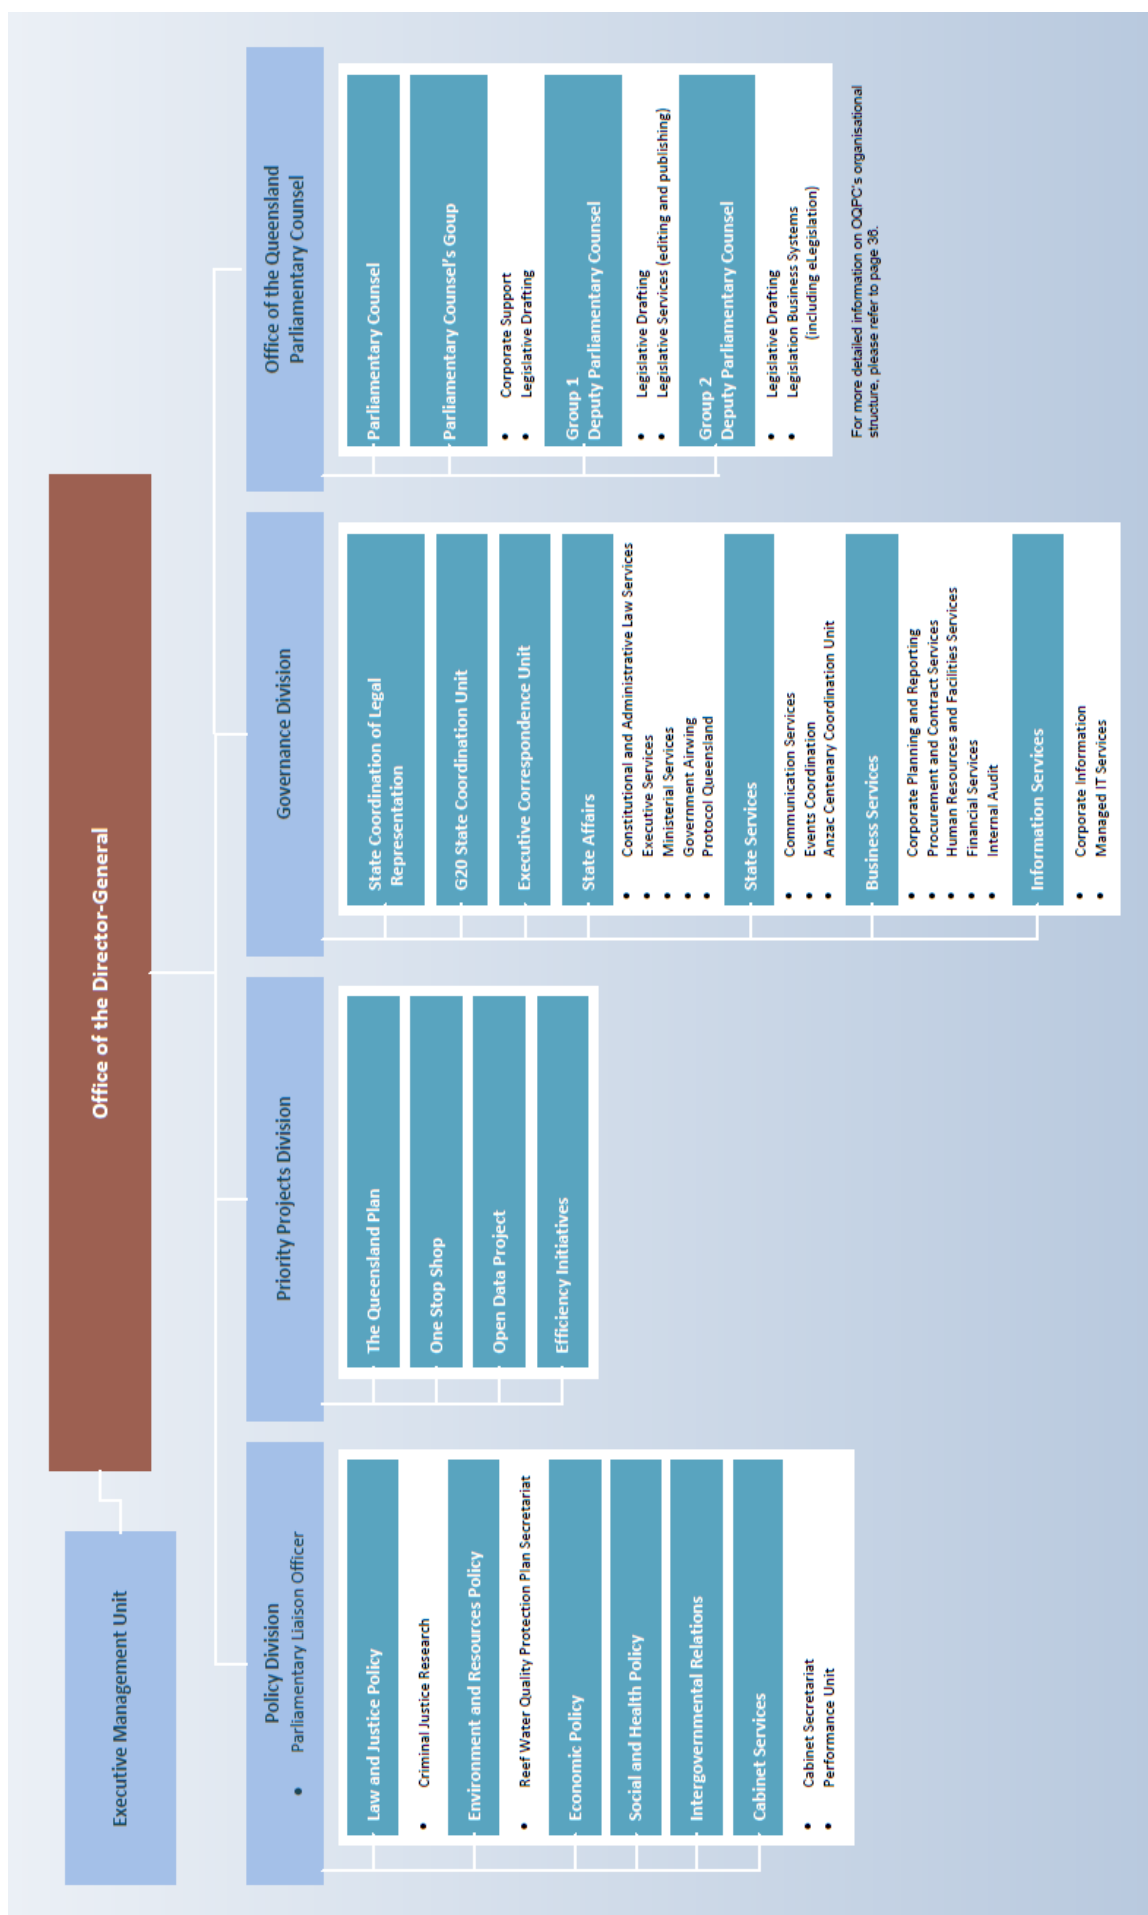 Office of the Director-General
Executive Management Unit
Policy Division
• Parliamentary Liaison Officer
Law and Justice Policy
• Criminal Justice Research
Environment and Resources Policy
• Reef Water Quality Protection Plan Secretariat
Economic Policy
Social and Health Policy
Intergovernmental Relations
Cabinet Services
• Cabinet Secretariat
• Performance Unit
Priority Projects Division
The Queensland Plan
One Stop Shop
Open Data Project
Efficiency Initiatives
Governance Division
State Coordination of Legal
Representation
G20 State Coordination Unit
Executive Correspondence Unit
State Affairs
• Constitutional and Administrative Law Services
• Executive Services
• Ministerial Services
• Government Airwing
• Protocol Queensland
State Services
• Communication Services
• Events Coordination
• Anzac Centenary Coordination Unit
Business Services
• Corporate Planning and Reporting
• Procurement and Contract Services
• Human Resources and Facilities Services
• Financial Services
• Internal Audit
Information Services
• Corporate Information
• Managed IT Services
Office of the Queensland
Parliamentary Counsel
Parliamentary Counsel
Parliamentary Counsel's Goup
• Corporate Support
• Legislative Drafting
Group 1
Deputy Parliamentary Counsel
• Legislative Drafting
• Legislative Services (editing and publishing)
Group 2
Deputy Parliamentary Counsel
• Legislative Drafting
• Legislation Business Systems
(including eLegislation)
For more detailed information on OQPC's organisational
structure, please refer to page 36.